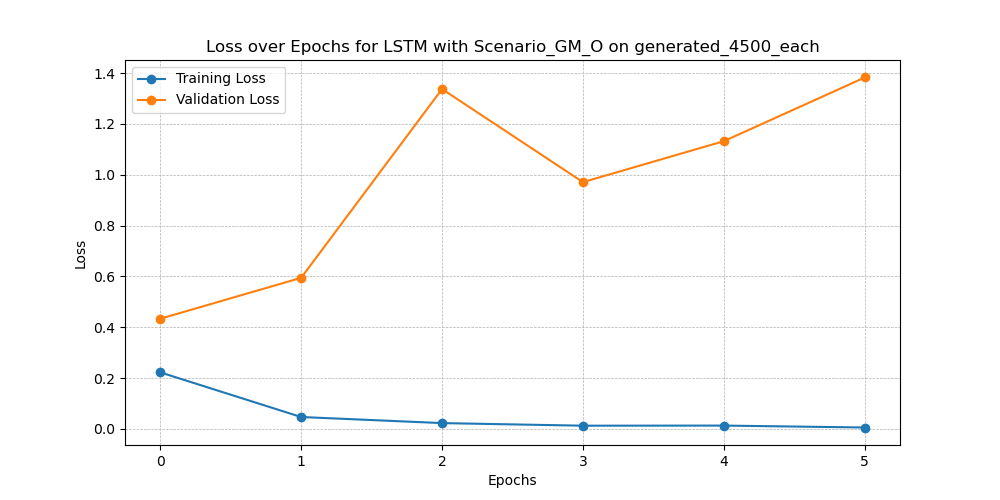 Loss over Epochs for LSTM with Scenario_GM_O on generated_4500_each
Training Loss
Validation Loss
1.4
1.2
1.0
0.8
0.6
0.4
0.2
0.0
Loss
0 1 2 3 4 5
Epochs